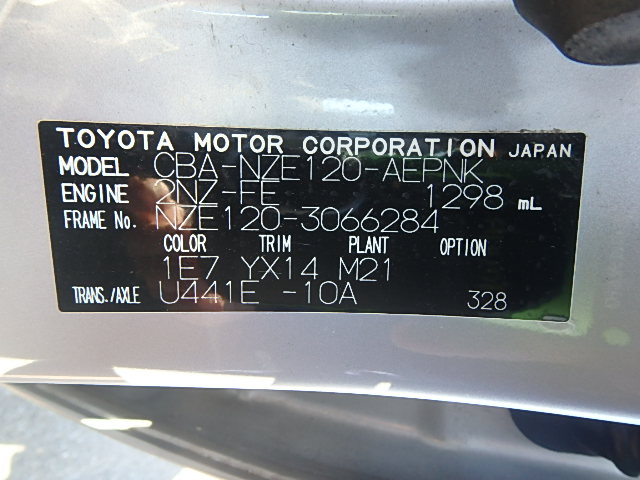 TOYOTA MOTOR CORPORATION JAPAN
MODEL CBA-NZE120-AEPNK
ENGINE 2NZ-FE 1298 mL
FRAME No. NZE120-3066284
COLOR TRIM PLANT OPTION
1E7 YX14 M21
TRANS./AXLE U441E -10A 328